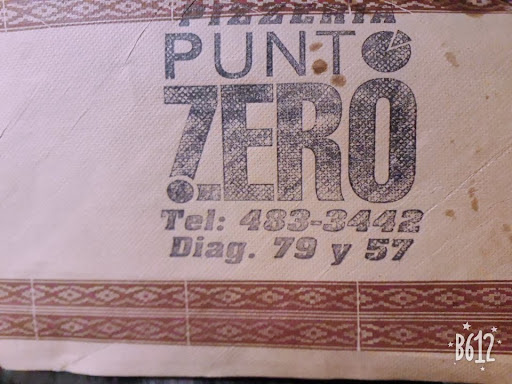 PIZZERIA
PUNTO
ZERO
Tel: 483-3442
Diag. 79 y 57
B612